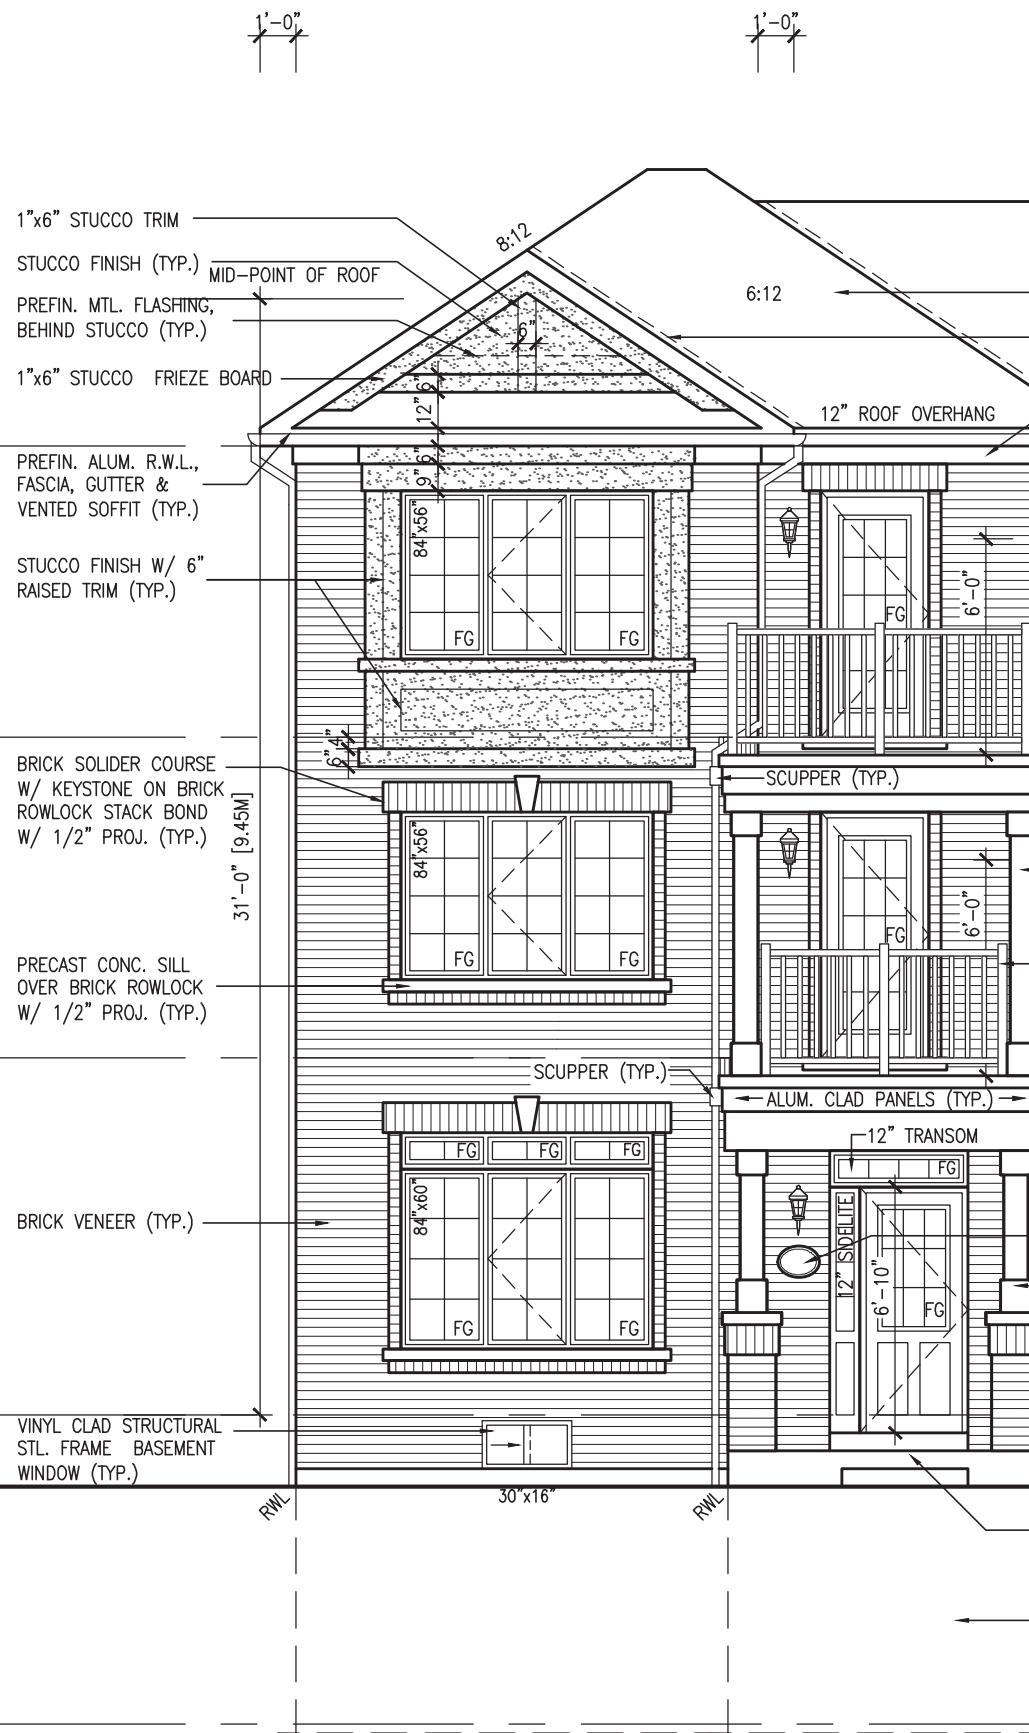 1'-0"
1'-0"
1"x6" STUCCO TRIM
8:12
STUCCO FINISH (TYP.)
MID-POINT OF ROOF
6:12
PREFIN. MTL. FLASHING,
BEHIND STUCCO (TYP.)
6"
1"x6" STUCCO FRIEZE BOARD
6"
12"
12" ROOF OVERHANG
PREFIN. ALUM. R.W.L.,
FASCIA, GUTTER &
VENTED SOFFIT (TYP.)
6"
9"
84"x56"
STUCCO FINISH W/ 6"
RAISED TRIM (TYP.)
6'-0"
FG
FG
FG
4"
6"
BRICK SOLIDER COURSE
W/ KEYSTONE ON BRICK
ROWLOCK STACK BOND
W/ 1/2" PROJ. (TYP.)
SCUPPER (TYP.)
31'-0" [9.45M]
84"x56"
6'-0"
FG
FG
FG
PRECAST CONC. SILL
OVER BRICK ROWLOCK
W/ 1/2" PROJ. (TYP.)
SCUPPER (TYP.)
ALUM. CLAD PANELS (TYP.)
12" TRANSOM
FG
FG
FG
FG
84"x60"
BRICK VENEER (TYP.)
12" SIDELITE
6'-10"
FG
FG
FG
VINYL CLAD STRUCTURAL
STL. FRAME BASEMENT
WINDOW (TYP.)
RWL
30"x16"
RWL